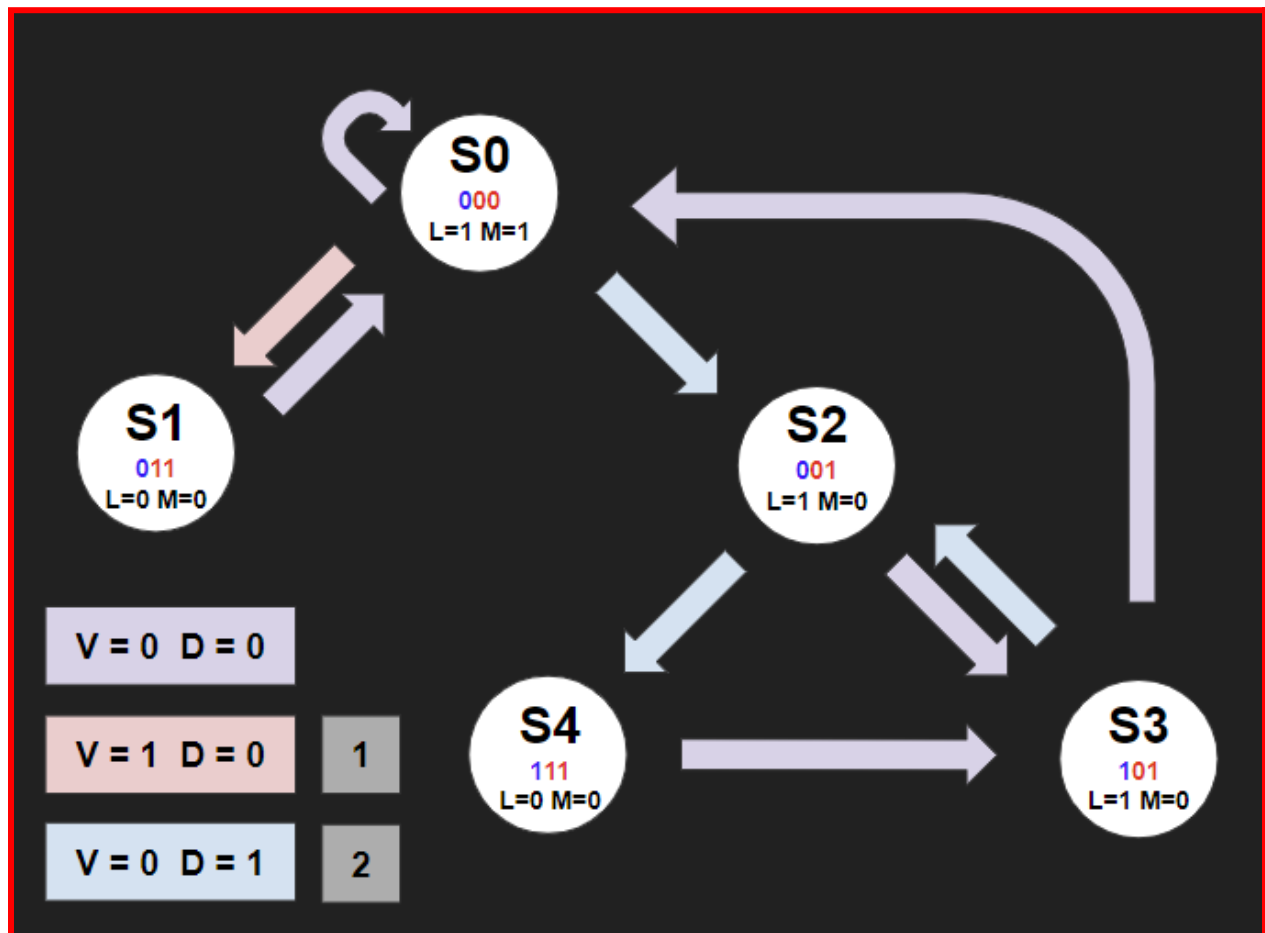 S0
000
L=1 M=1
S1
011
L=0 M=0
S2
001
L=1 M=0
V = 0 D = 0
V = 1 D = 0 1
V = 0 D = 1 2
S4
111
L=0 M=0
S3
101
L=1 M=0